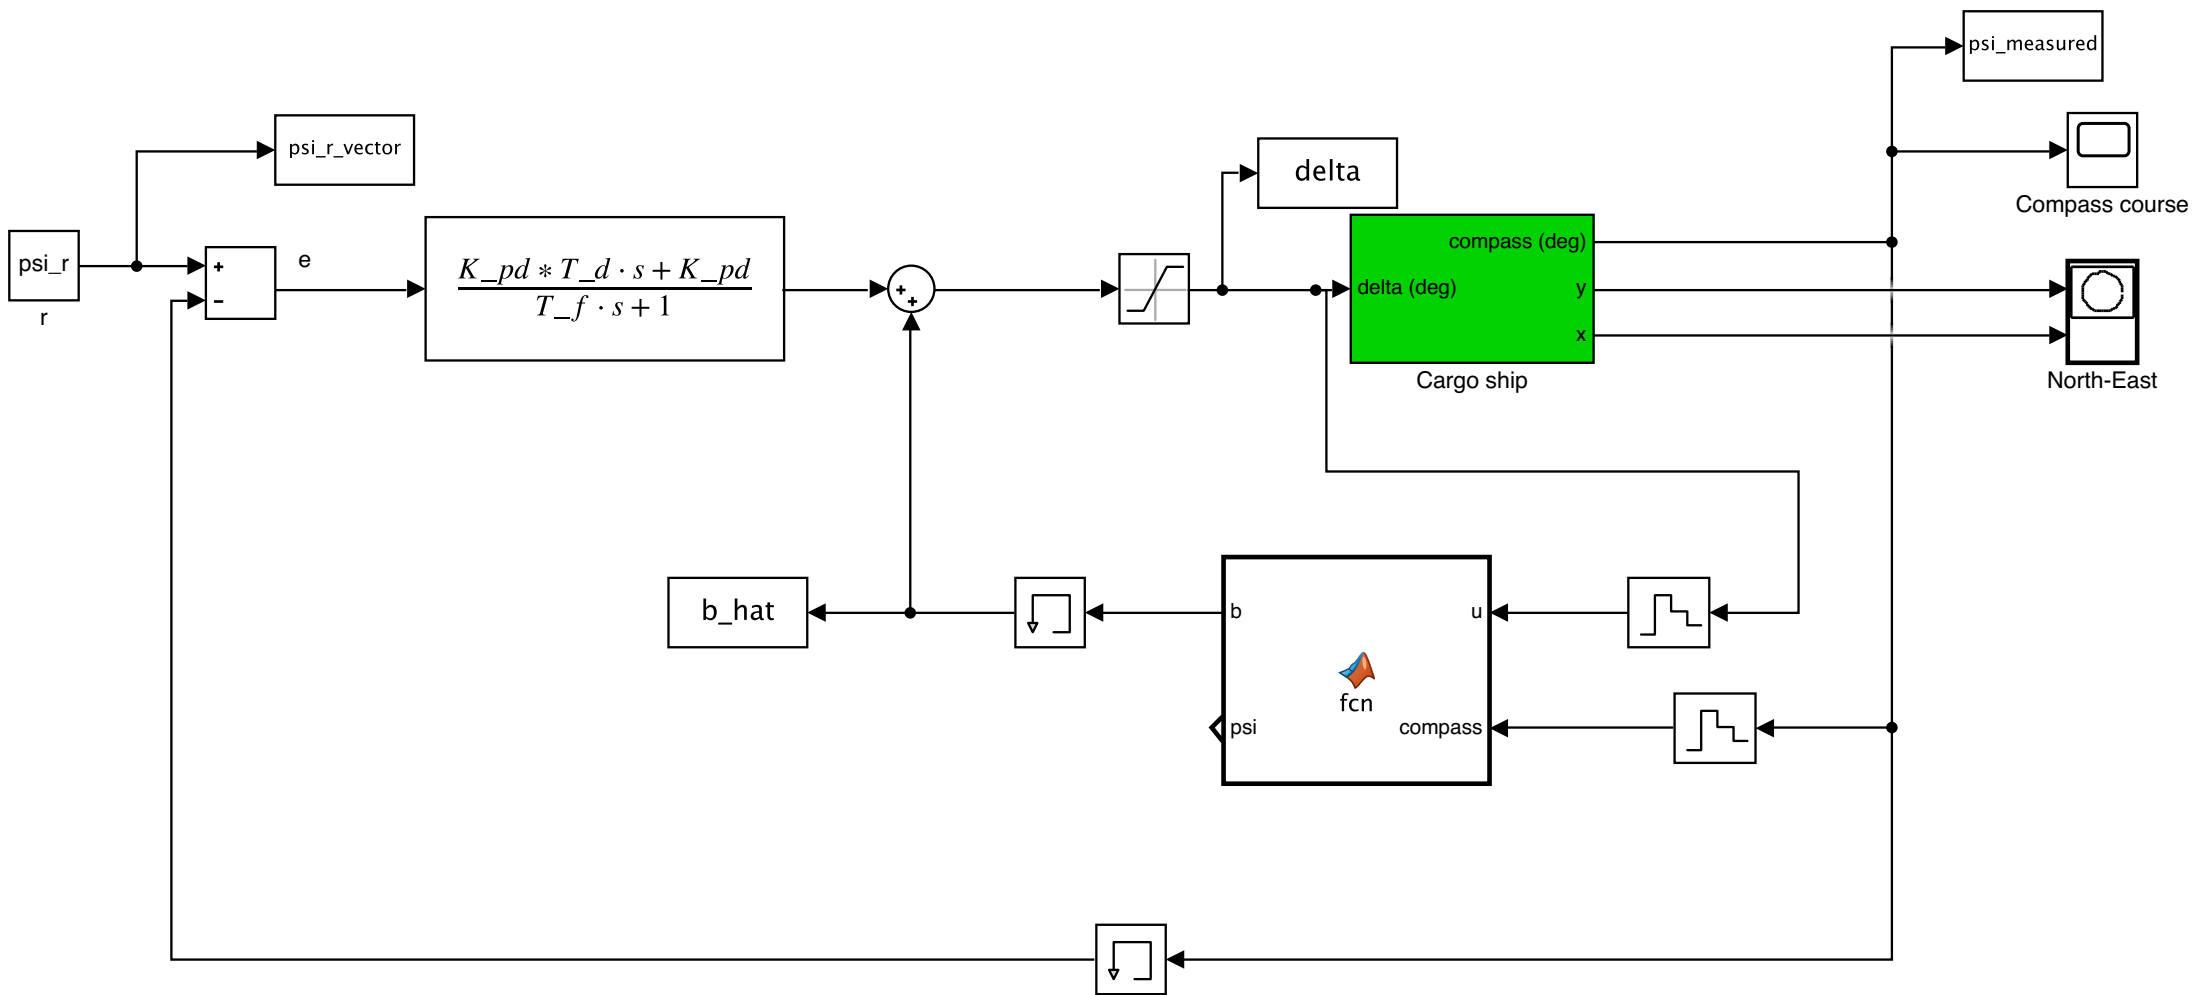 psi_measured
psi_r_vector
delta
Compass course
psi_r
r
+
−
e
K_pd * T_d · s + K_pd
T_f · s + 1
+
+
delta (deg)
compass (deg)
y
x
Cargo ship
North-East
b_hat
b
u
fcn
psi
compass